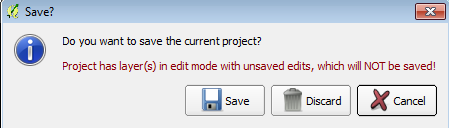 Save?
Do you want to save the current project?
Project has layer(s) in edit mode with unsaved edits, which will NOT be saved!
Save Discard Cancel